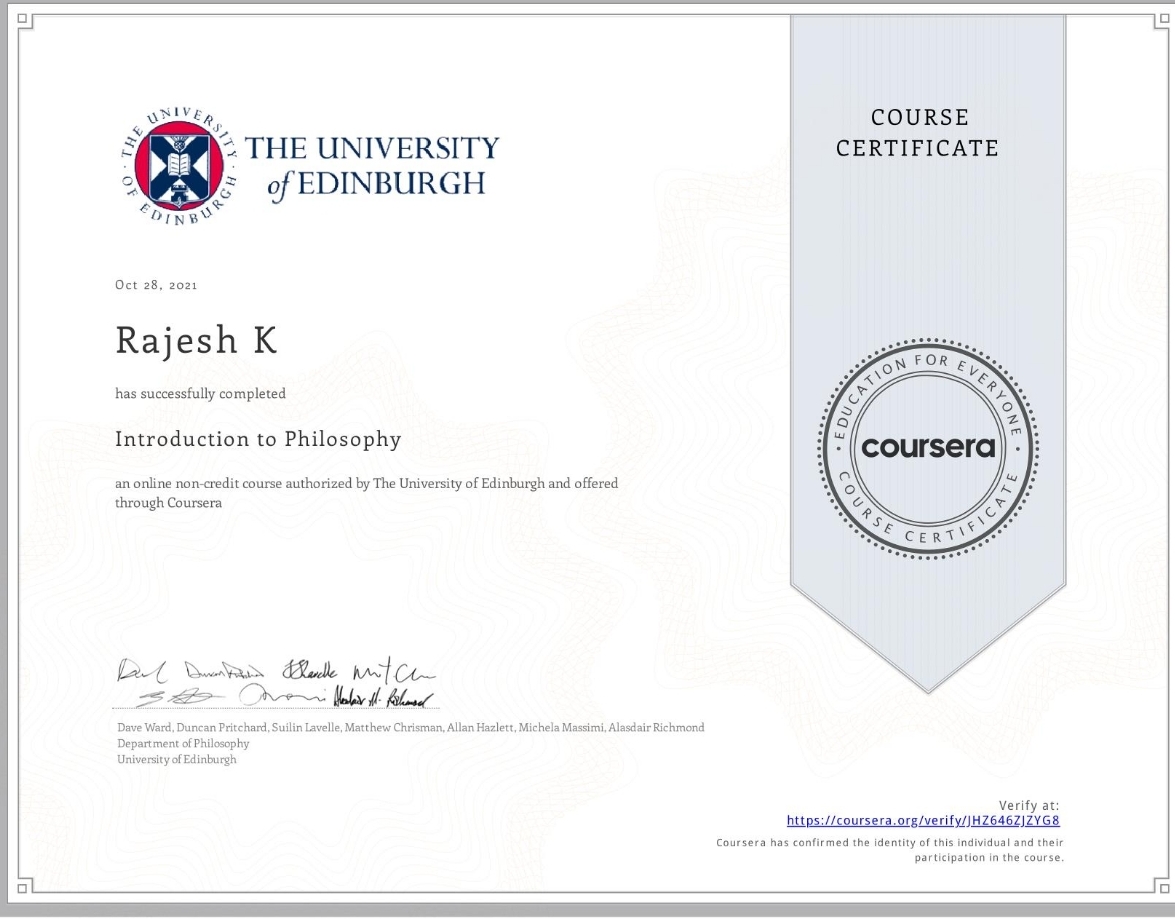 THE UNIVERSITY OF EDINBURGH
THE UNIVERSITY
of EDINBURGH
COURSE
CERTIFICATE
Oct 28, 2021
Rajesh K
has successfully completed
Introduction to Philosophy
an online non-credit course authorized by The University of Edinburgh and offered
through Coursera
EDUCATION FOR EVERYONE
coursera
COURSE CERTIFICATE
Dave Ward, Duncan Pritchard, Suilin Lavelle, Matthew Chrisman, Allan Hazlett, Michela Massimi, Alasdair Richmond
Department of Philosophy
University of Edinburgh
Verify at:
https://coursera.org/verify/JHZ646ZJZYG8
Coursera has confirmed the identity of this individual and their
participation in the course.